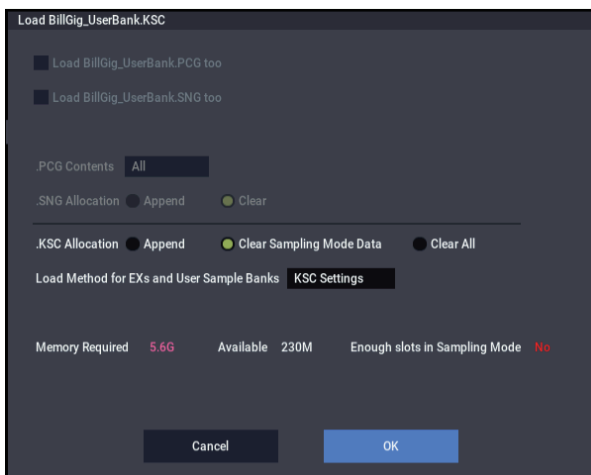 Load BillGig_UserBank.KSC
Load BillGig_UserBank.PCG too
Load BillGig_UserBank.SNG too
.PCG Contents All
.SNG Allocation Append Clear
.KSC Allocation Append Clear Sampling Mode Data Clear All
Load Method for EXs and User Sample Banks KSC Settings
Memory Required 5.6G Available 230M Enough slots in Sampling Mode No
Cancel OK